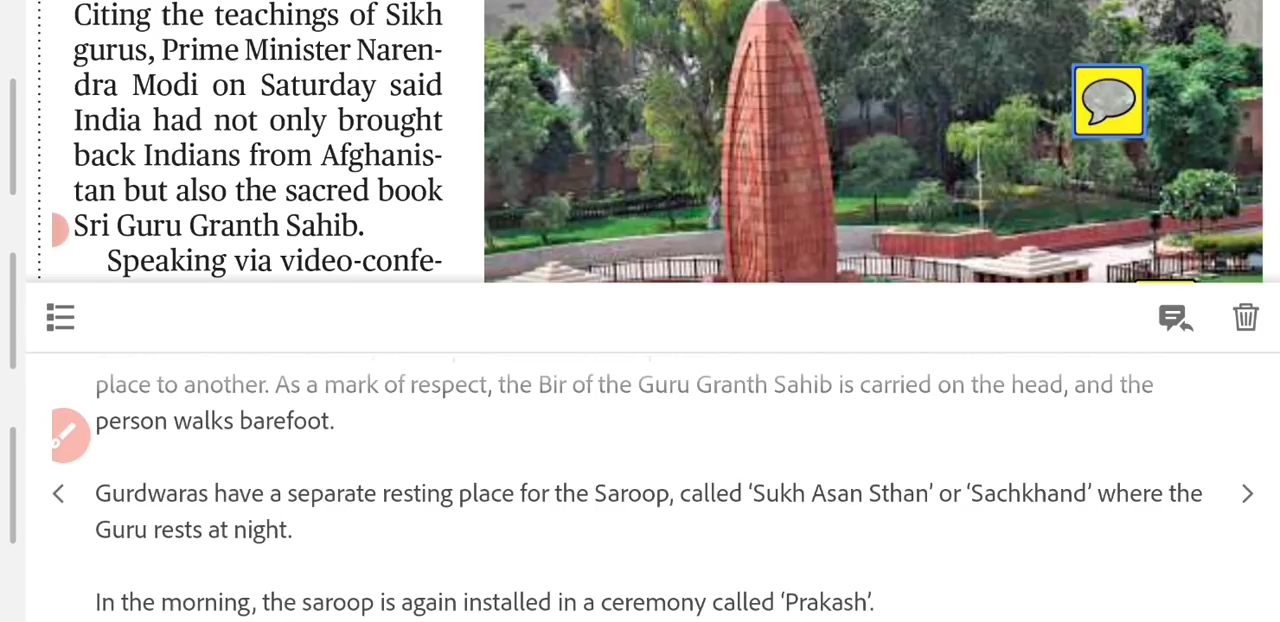 Citing the teachings of Sikh
gurus, Prime Minister Naren-
dra Modi on Saturday said
India had not only brought
back Indians from Afghanis-
tan but also the sacred book
Sri Guru Granth Sahib.
Speaking via video-confe-
place to another. As a mark of respect, the Bir of the Guru Granth Sahib is carried on the head, and the
person walks barefoot.
Gurdwaras have a separate resting place for the Saroop, called ‘Sukh Asan Sthan’ or ‘Sachkhand’ where the
Guru rests at night.
In the morning, the saroop is again installed in a ceremony called ‘Prakash’.